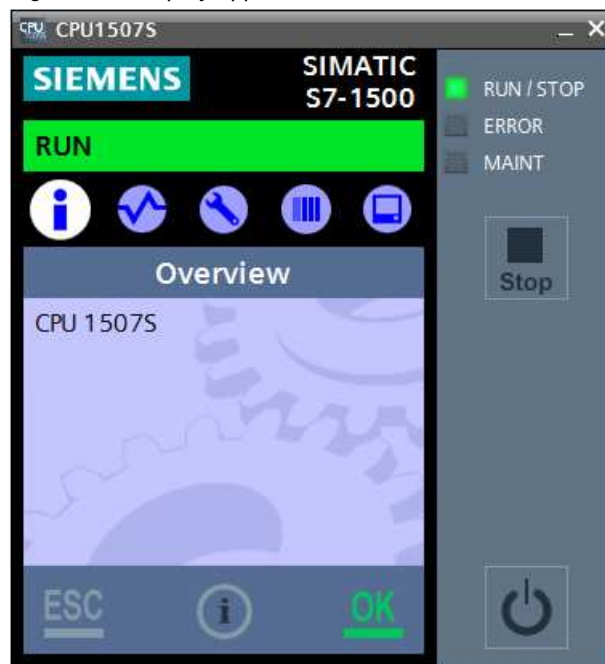 CPU1507S
SIEMENS
SIMATIC
S7-1500
RUN
RUN / STOP
ERROR
MAINT
Overview
CPU 1507S
Stop
ESC
OK